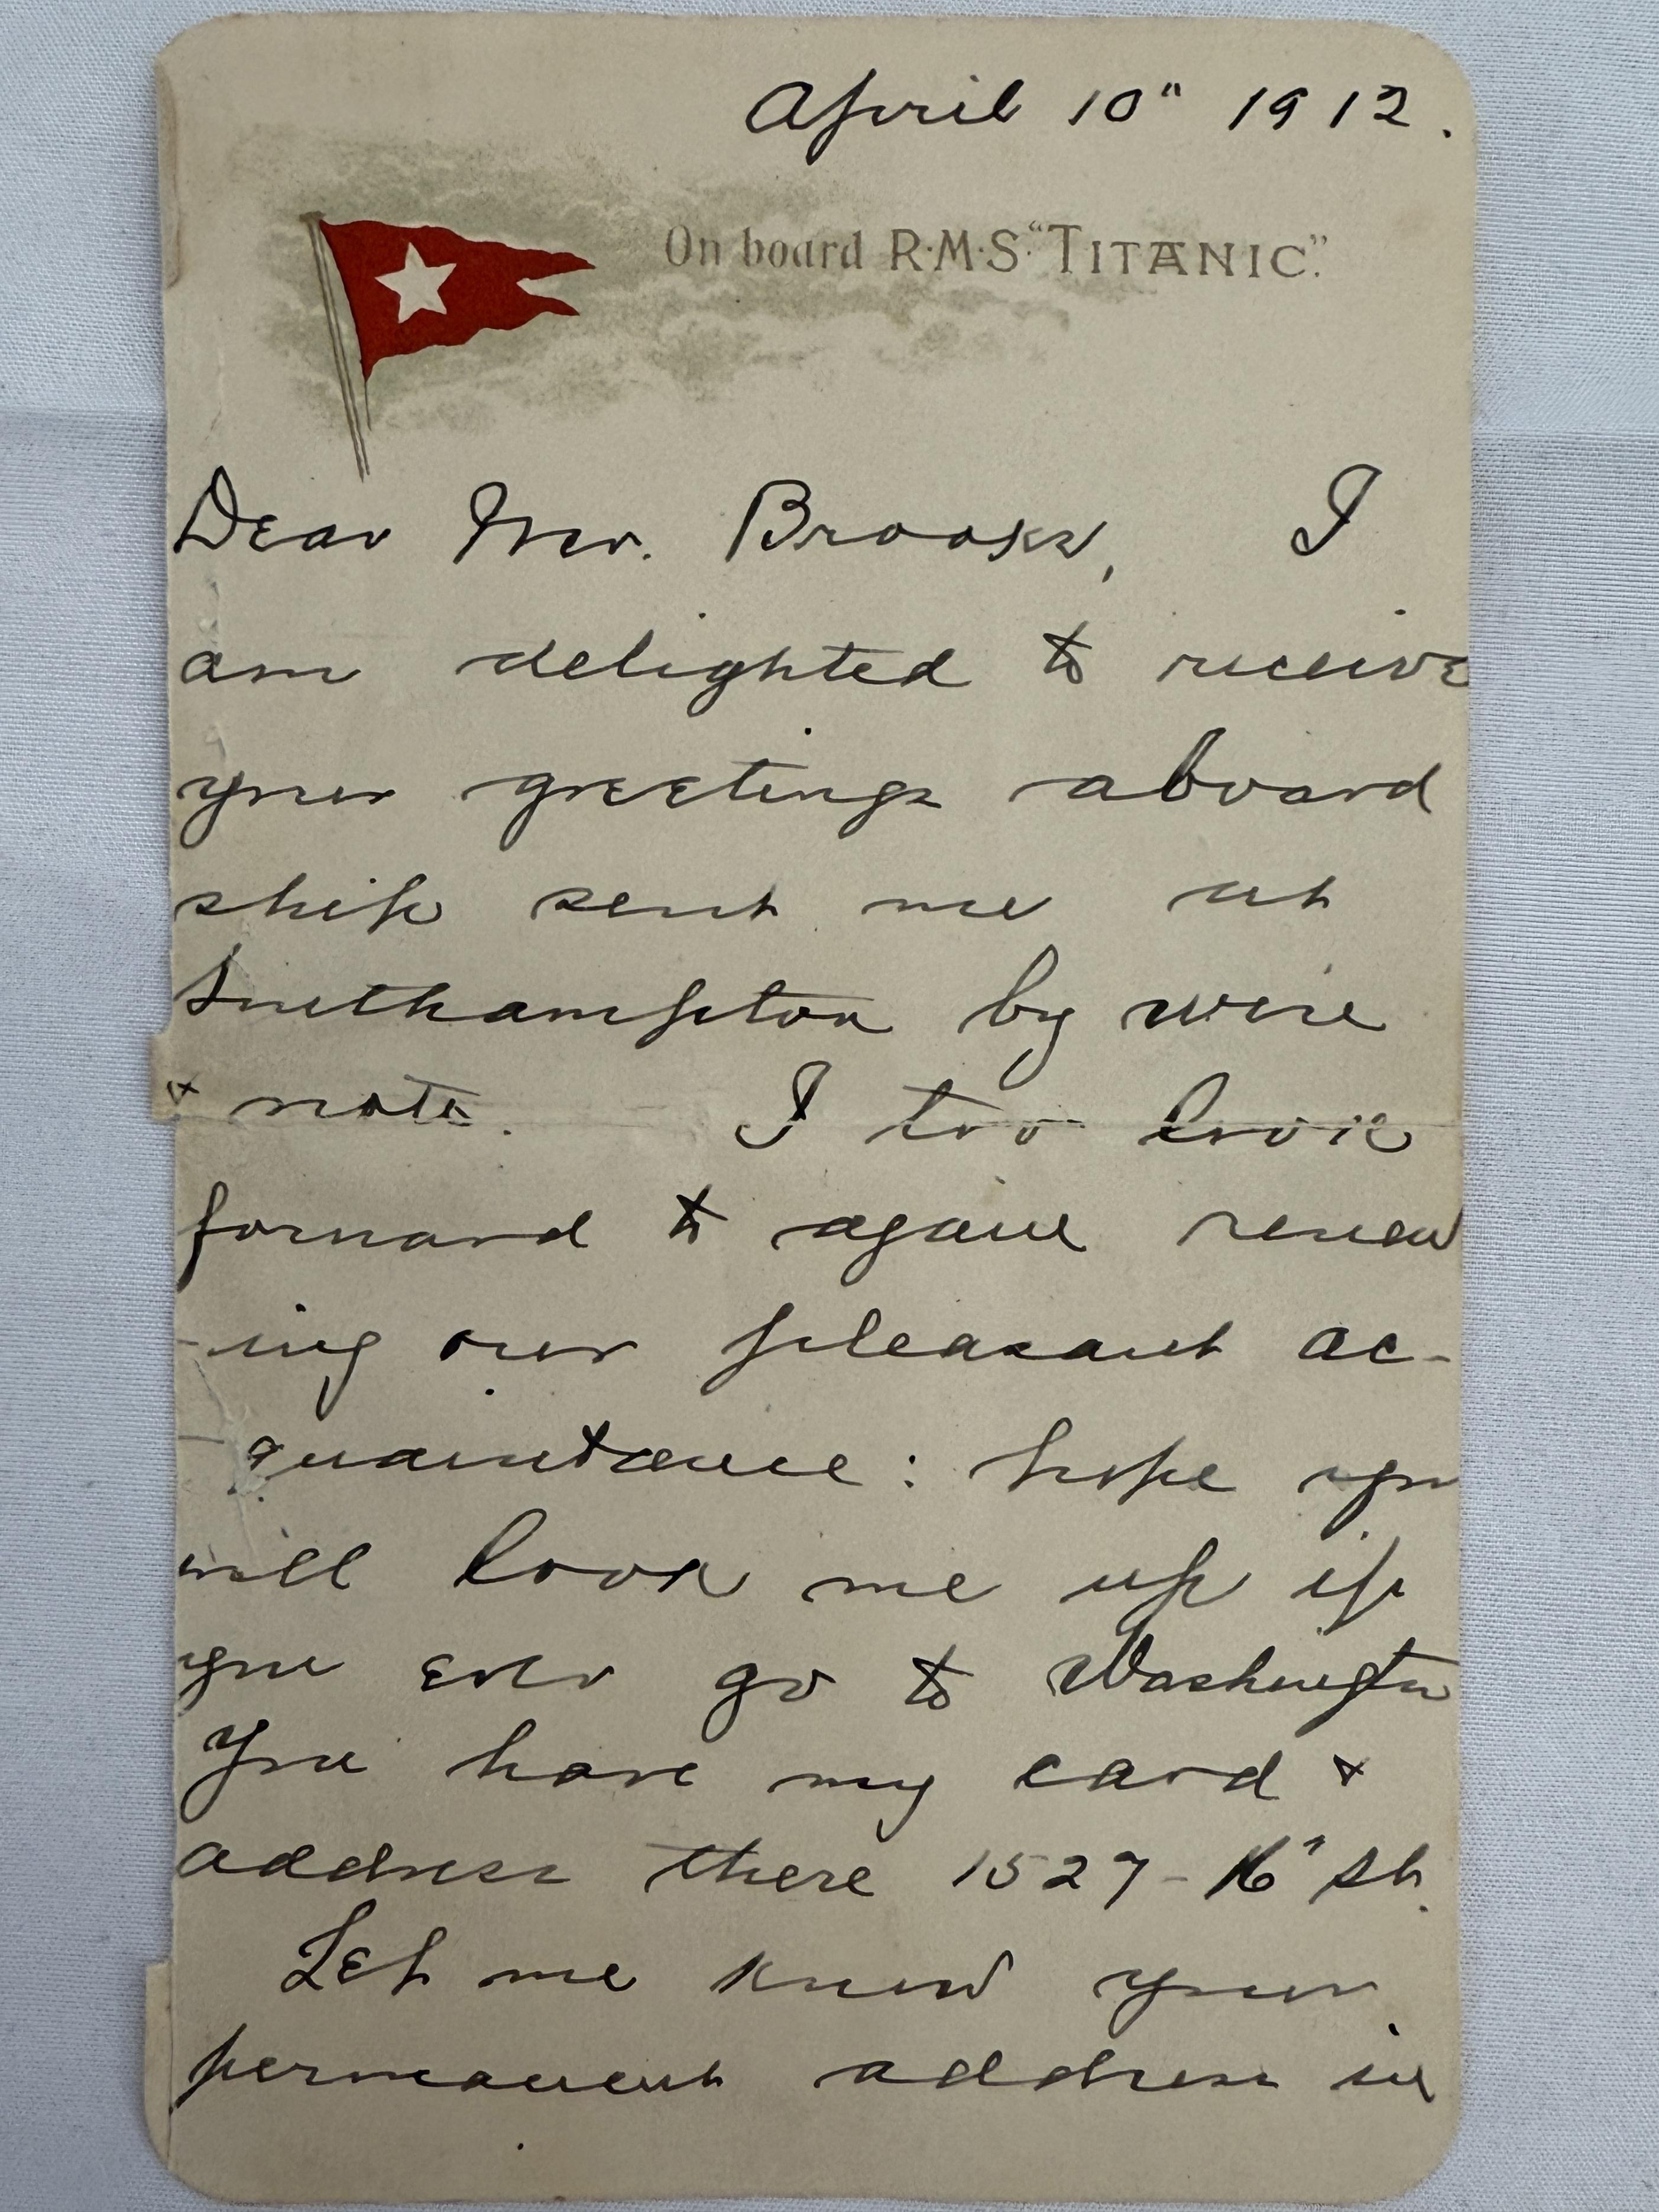 April 10" 1912.
On board R·M·S· "TITANIC".
Dear Mr. Brooks, I
am delighted to receive
your greetings aboard
ship sent me at
Southampton by wire
& note. I too look
forward to again renew
-ing our pleasant ac-
quaintance: hope you
will look me up if
you ever go to Washington
You have my card &
address there 1527-16" St.
Let me know your
permanent address in